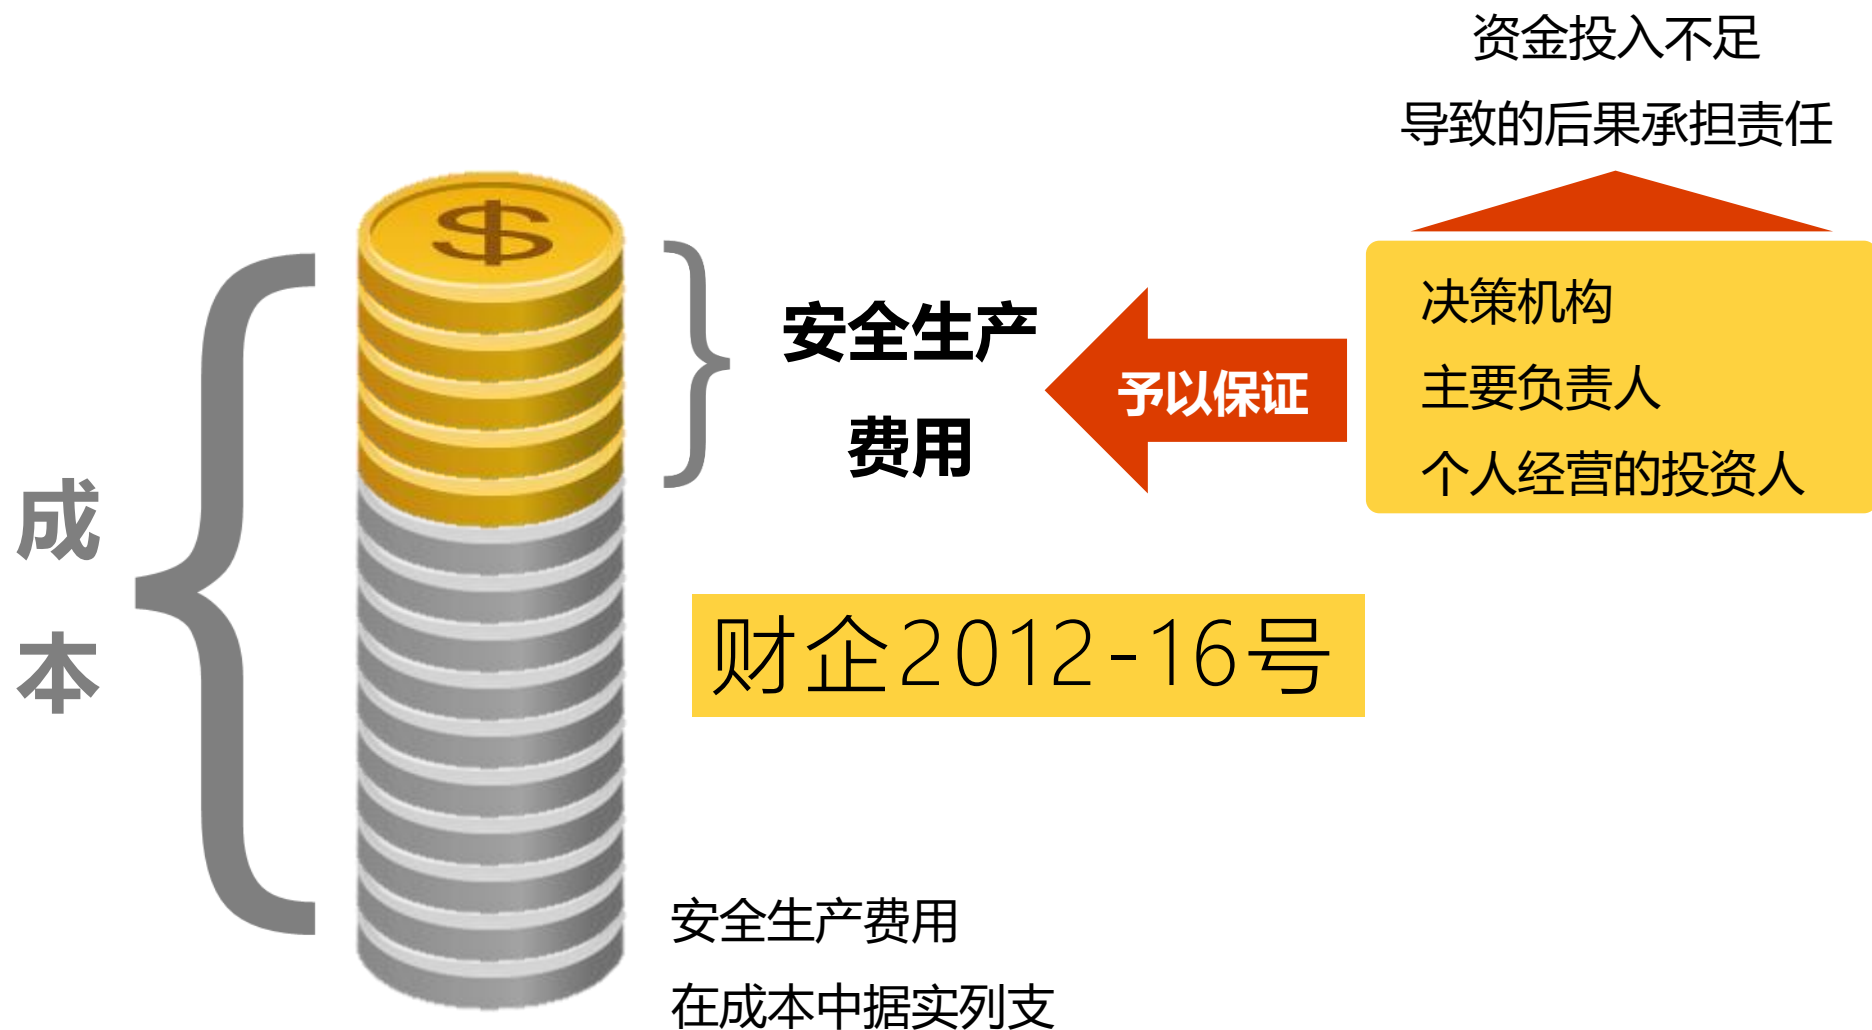 资金投入不足
导致的后果承担责任
成
本
$
安全生产
费用
予以保证
决策机构
主要负责人
个人经营的投资人
财企2012-16号
安全生产费用
在成本中据实列支